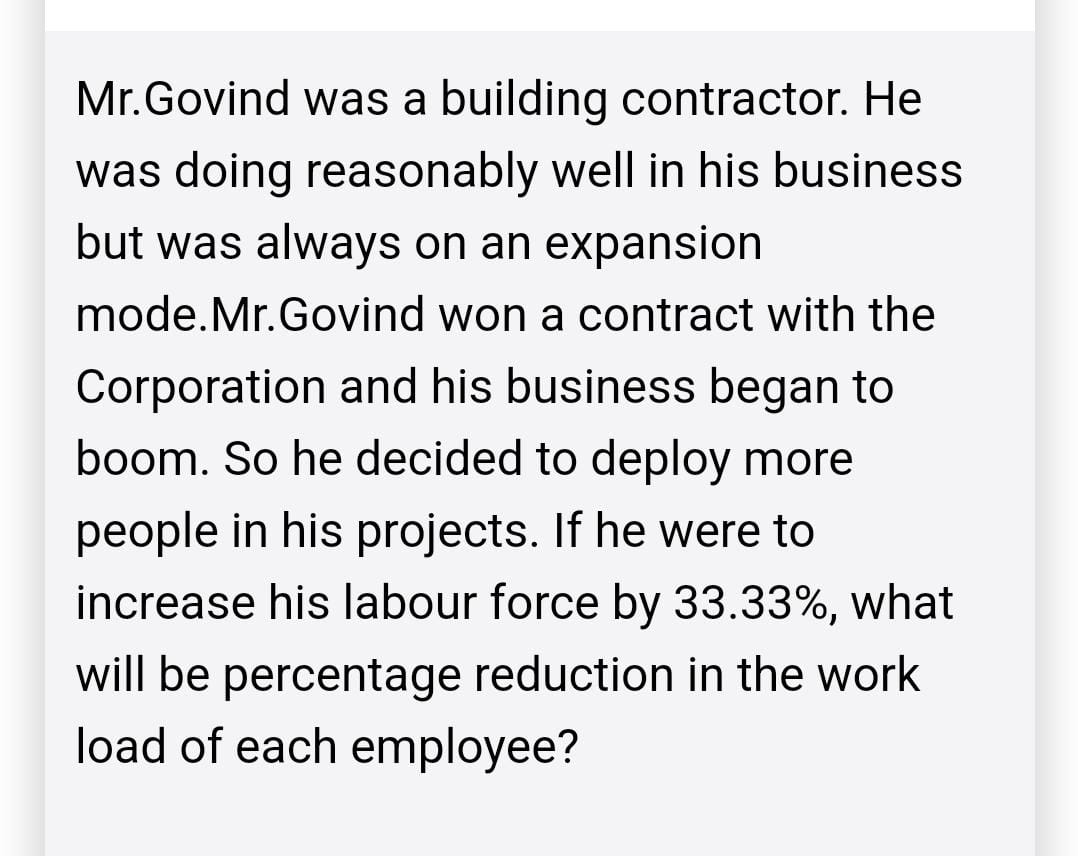 Mr.Govind was a building contractor. He
was doing reasonably well in his business
but was always on an expansion
mode.Mr.Govind won a contract with the
Corporation and his business began to
boom. So he decided to deploy more
people in his projects. If he were to
increase his labour force by 33.33%, what
will be percentage reduction in the work
load of each employee?